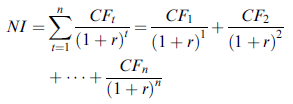 NI = \sum_{t=1}^{n} \frac{CF_t}{(1+r)^t} = \frac{CF_1}{(1+r)^1} + \frac{CF_2}{(1+r)^2}
+ \cdots + \frac{CF_n}{(1+r)^n}